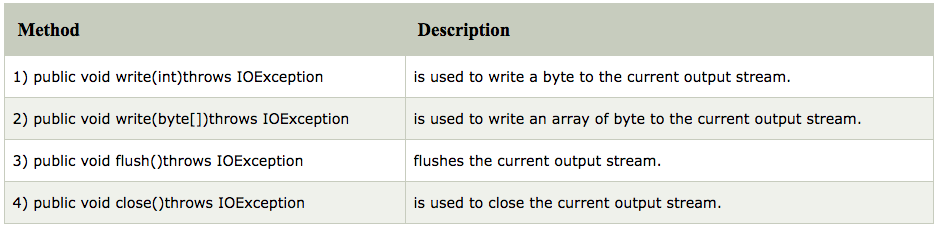 Method Description
1) public void write(int)throws IOException is used to write a byte to the current output stream.
2) public void write(byte[])throws IOException is used to write an array of byte to the current output stream.
3) public void flush()throws IOException flushes the current output stream.
4) public void close()throws IOException is used to close the current output stream.